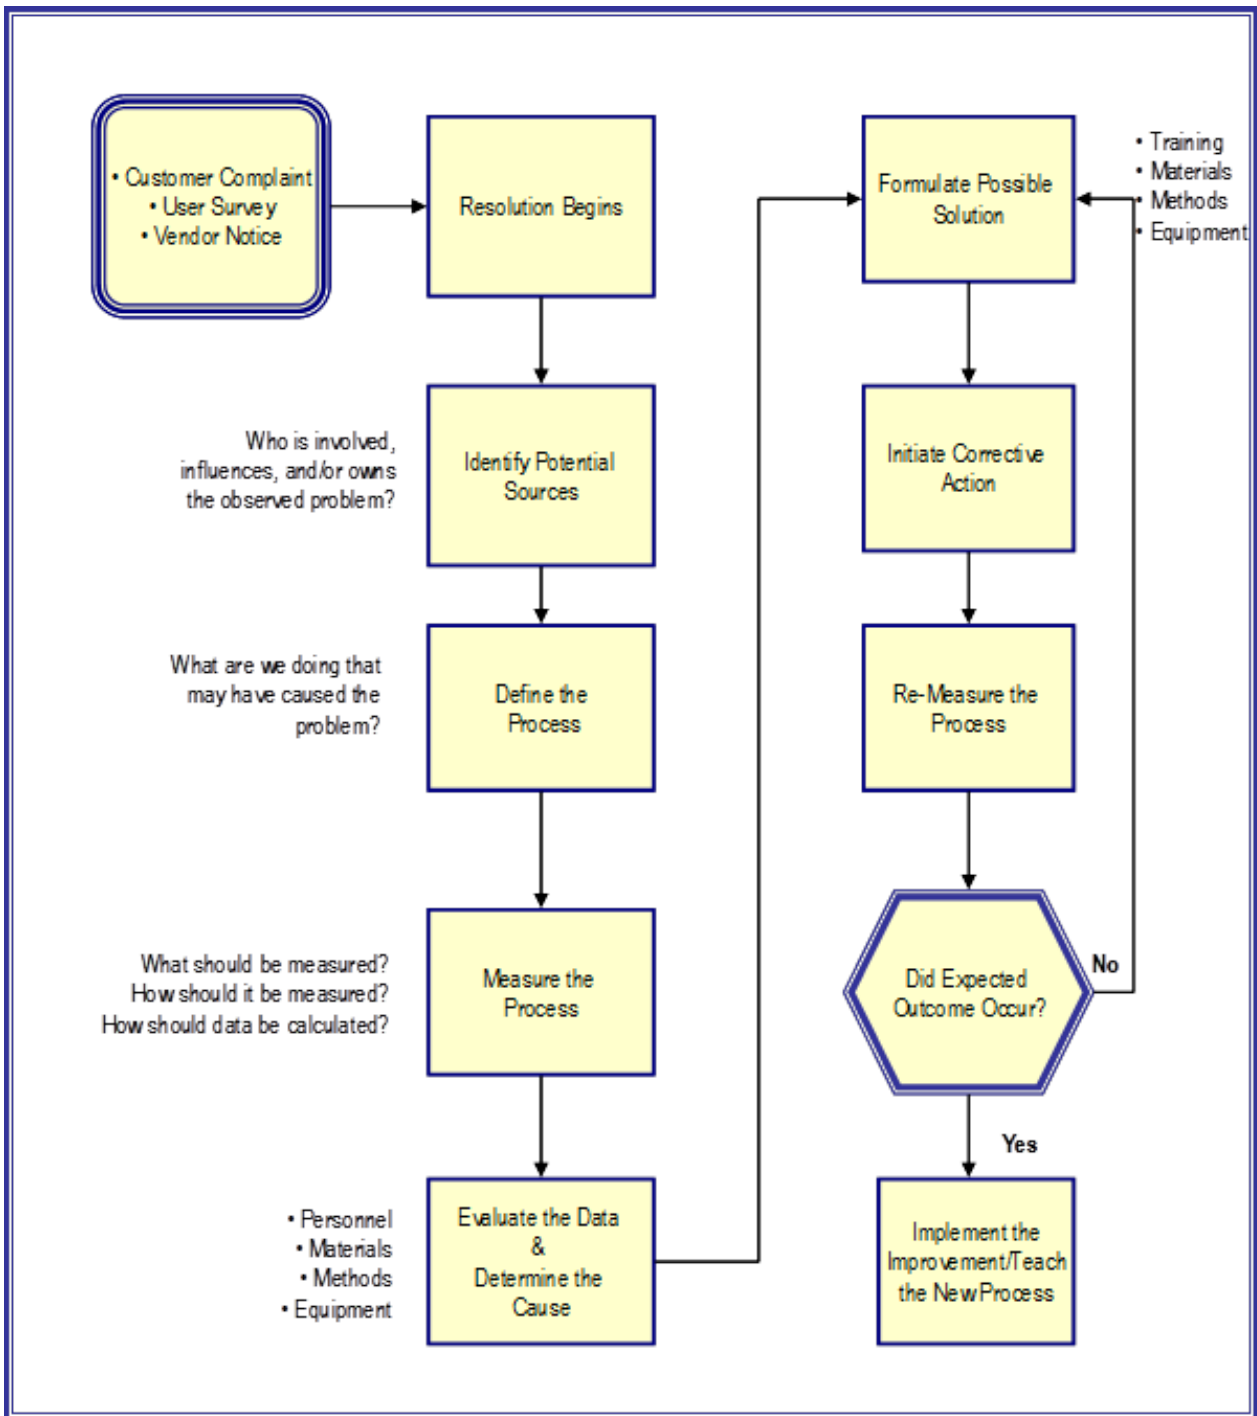 • Customer Complaint
• User Survey
• Vendor Notice
Resolution Begins
Who is involved,
influences, and/or owns
the observed problem?
Identify Potential
Sources
What are we doing that
may have caused the
problem?
Define the
Process
What should be measured?
How should it be measured?
How should data be calculated?
Measure the
Process
• Personnel
• Materials
• Methods
• Equipment
Evaluate the Data
&
Determine the
Cause
Formulate Possible
Solution
• Training
• Materials
• Methods
• Equipment
Initiate Corrective
Action
Re-Measure the
Process
Did Expected
Outcome Occur?
No
Yes
Implement the
Improvement/Teach
the New Process